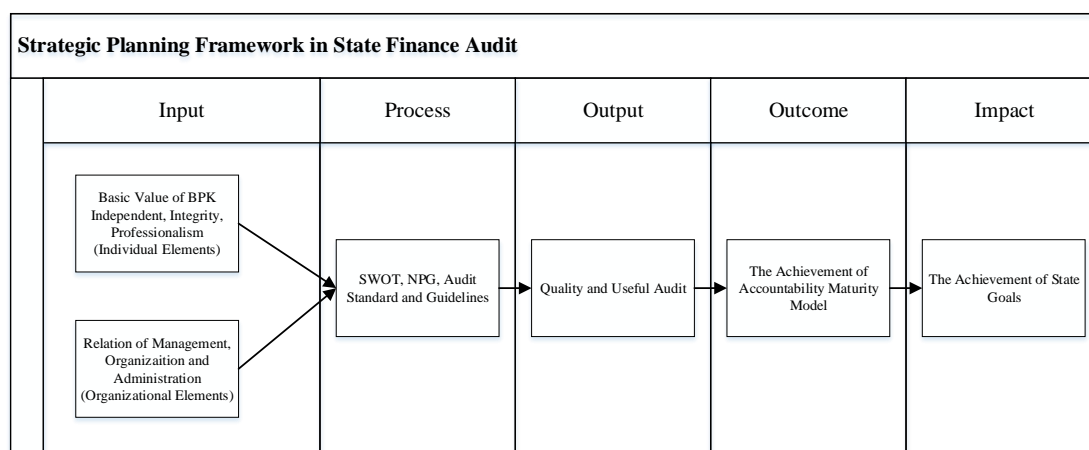 Strategic Planning Framework in State Finance Audit
Input
Process
Output
Outcome
Impact
Basic Value of BPK
Independent, Integrity,
Professionalism
(Individual Elements)
Relation of Management,
Organizaition and
Administration
(Organizational Elements)
SWOT, NPG, Audit
Standard and Guidelines
Quality and Useful Audit
The Achievement of
Accountability Maturity
Model
The Achievement of State
Goals